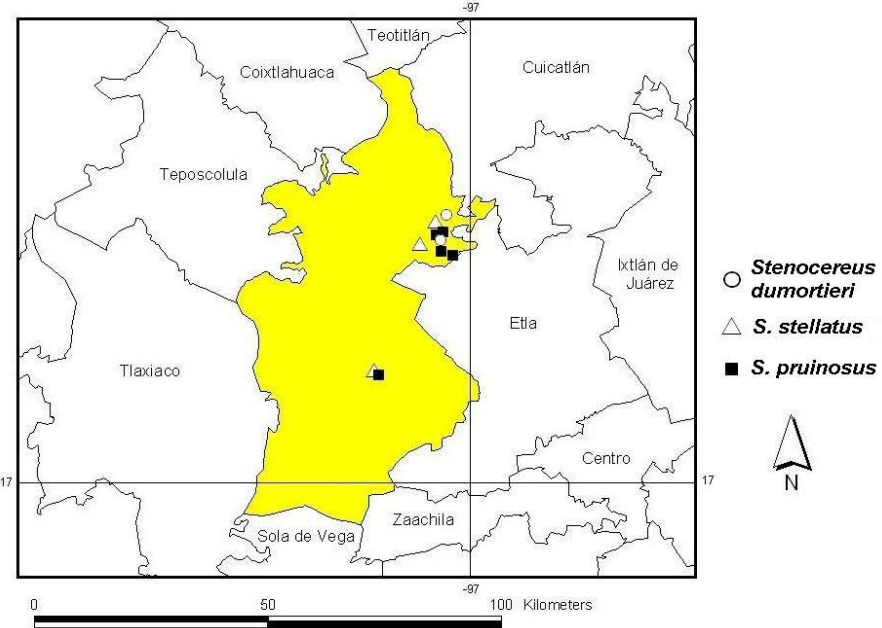 -97
Teotitlán
Coixtlahuaca
Cuicatlán
Teposcolula
Ixtlán de
Juárez
Stenocereus
dumortieri
Etla
S. stellatus
Tlaxiaco
S. pruinosus
Centro
17
17
N
Zaachila
Sola de Vega
-97
0 50 100 Kilometers